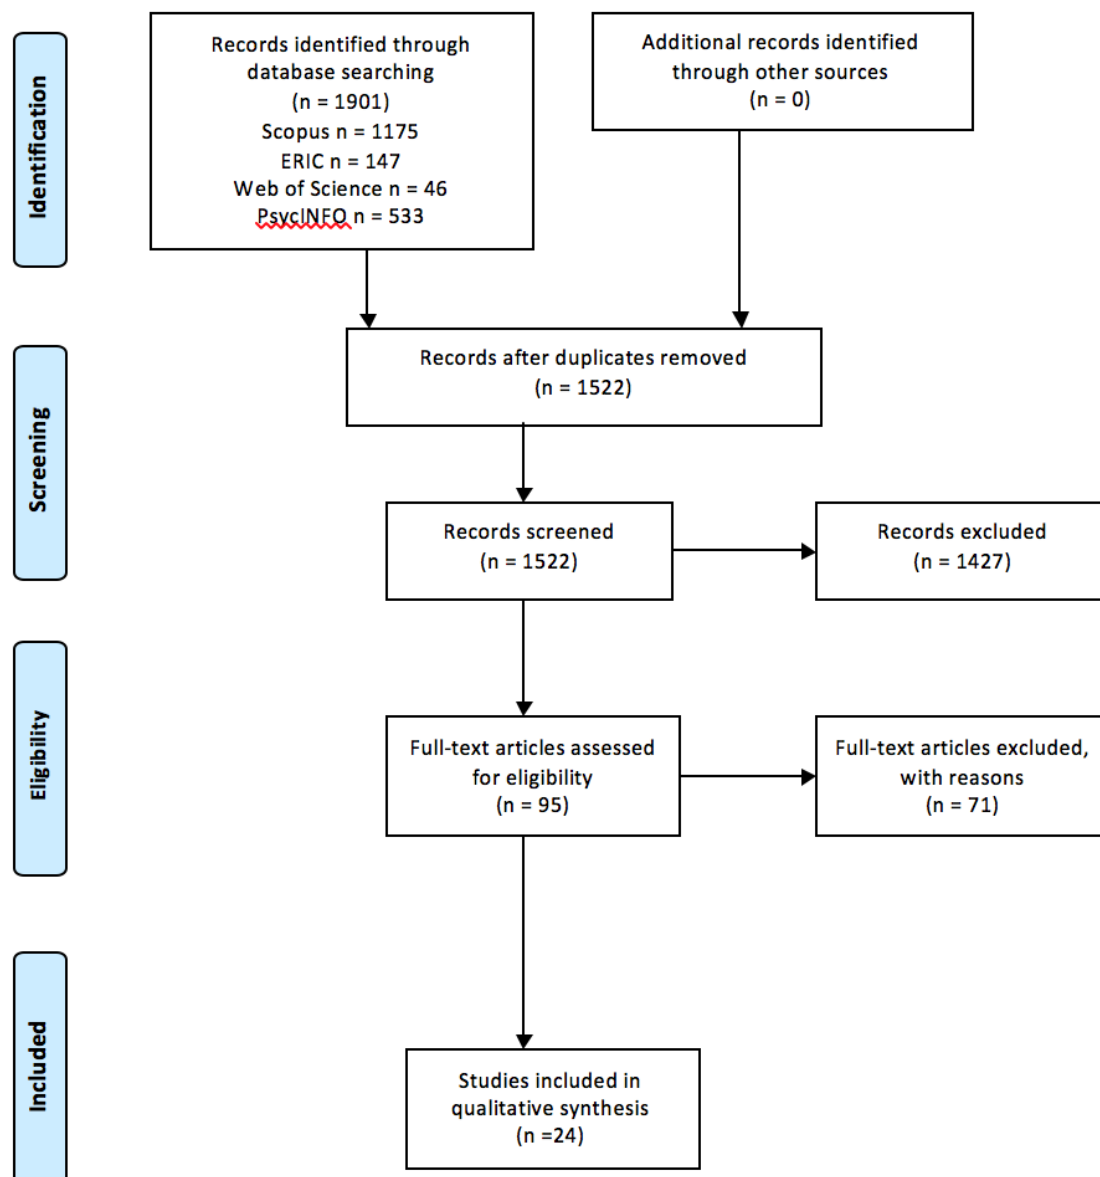 Identification
Records identified through
database searching
(n = 1901)
Scopus n = 1175
ERIC n = 147
Web of Science n = 46
PsycINFO n = 533
Additional records identified
through other sources
(n = 0)
Screening
Records after duplicates removed
(n = 1522)
Records screened
(n = 1522)
Records excluded
(n = 1427)
Eligibility
Full-text articles assessed
for eligibility
(n = 95)
Full-text articles excluded,
with reasons
(n = 71)
Included
Studies included in
qualitative synthesis
(n =24)